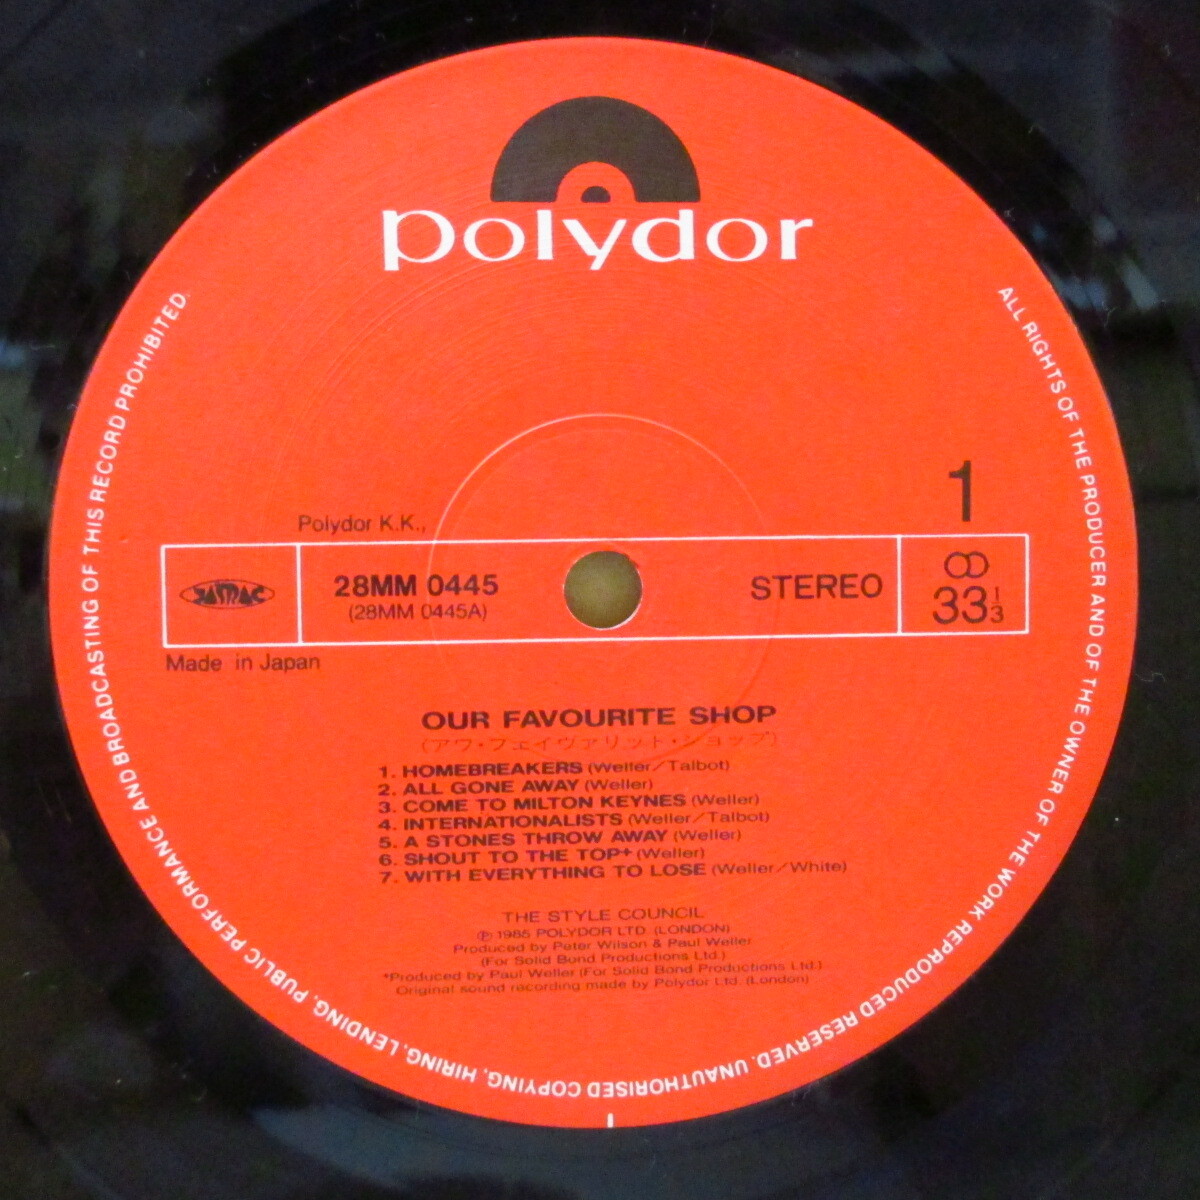 polydor
ALL RIGHTS OF THE PRODUCER AND OF THE OWNER OF THE WORK REPRODUCED RESERVED. UNAUTHORISED COPYING, HIRING, LENDING, PUBLIC PERFORMANCE AND BROADCASTING OF THIS RECORD PROHIBITED.
1
Polydor K.K.,
JASRAC
28MM 0445
(28MM 0445A)
STEREO
33 1/3
Made in Japan
OUR FAVOURITE SHOP
(アワ・フェイヴァリット・ショップ)
1. HOMEBREAKERS (Weller/Talbot)
2. ALL GONE AWAY (Weller)
3. COME TO MILTON KEYNES (Weller)
4. INTERNATIONALISTS (Weller/Talbot)
5. A STONES THROW AWAY (Weller)
6. SHOUT TO THE TOP* (Weller)
7. WITH EVERYTHING TO LOSE (Weller/White)
THE STYLE COUNCIL
Ⓟ 1985 POLYDOR LTD. (LONDON)
Produced by Peter Wilson & Paul Weller
(For Solid Bond Productions Ltd.)
*Produced by Paul Weller (For Solid Bond Productions Ltd.)
Original sound recording made by Polydor Ltd. (London)